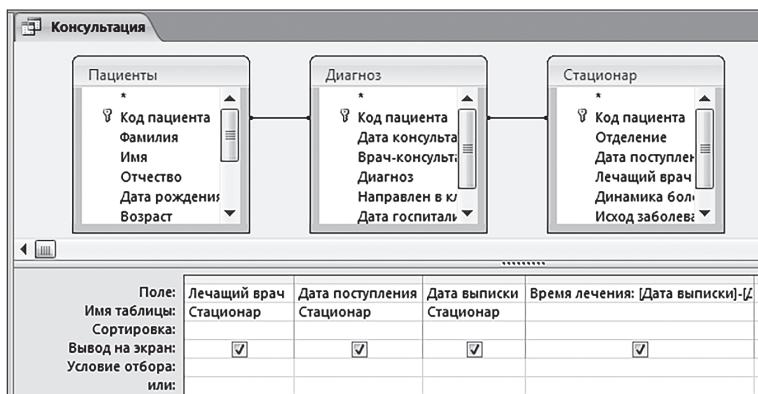 Консультация
Пациенты
*
Код пациента
Фамилия
Имя
Отчество
Дата рождения
Возраст
Диагноз
*
Код пациента
Дата консульта
Врач-консульта
Диагноз
Направлен в кл
Дата госпитали
Стационар
*
Код пациента
Отделение
Дата поступлен
Лечащий врач
Динамика боле
Исход заболева
Поле: Лечащий врач Дата поступления Дата выписки Время лечения: [Дата выписки]-[Д
Имя таблицы: Стационар Стационар Стационар
Сортировка:
Вывод на экран:
Условие отбора:
или: